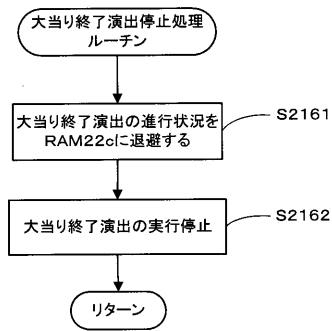 大当り終了演出停止処理
ルーチン
大当り終了演出の進行状況を
RAM22cに退避する
S2161
大当り終了演出の実行停止
S2162
リターン